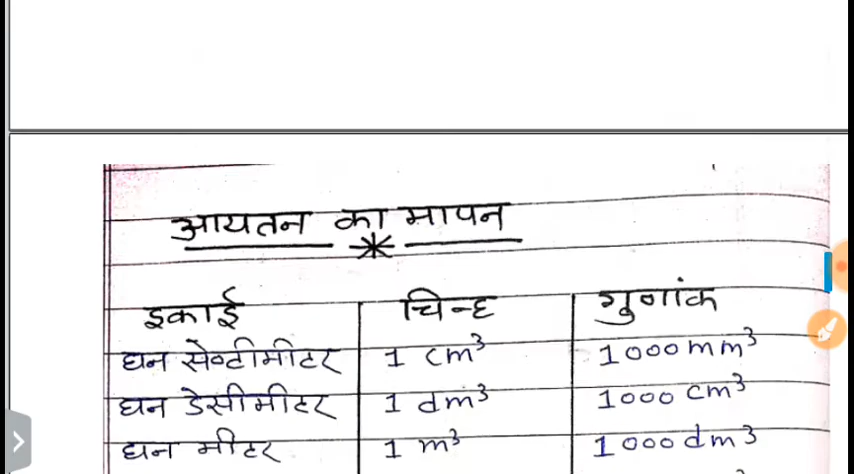 आयतन का मापन
इकाई चिन्ह गुणांक
घन सेण्टीमीटर 1 cm³ 1000 mm³
घन डेसीमीटर 1 dm³ 1000 cm³
घन मीटर 1 m³ 1000 dm³